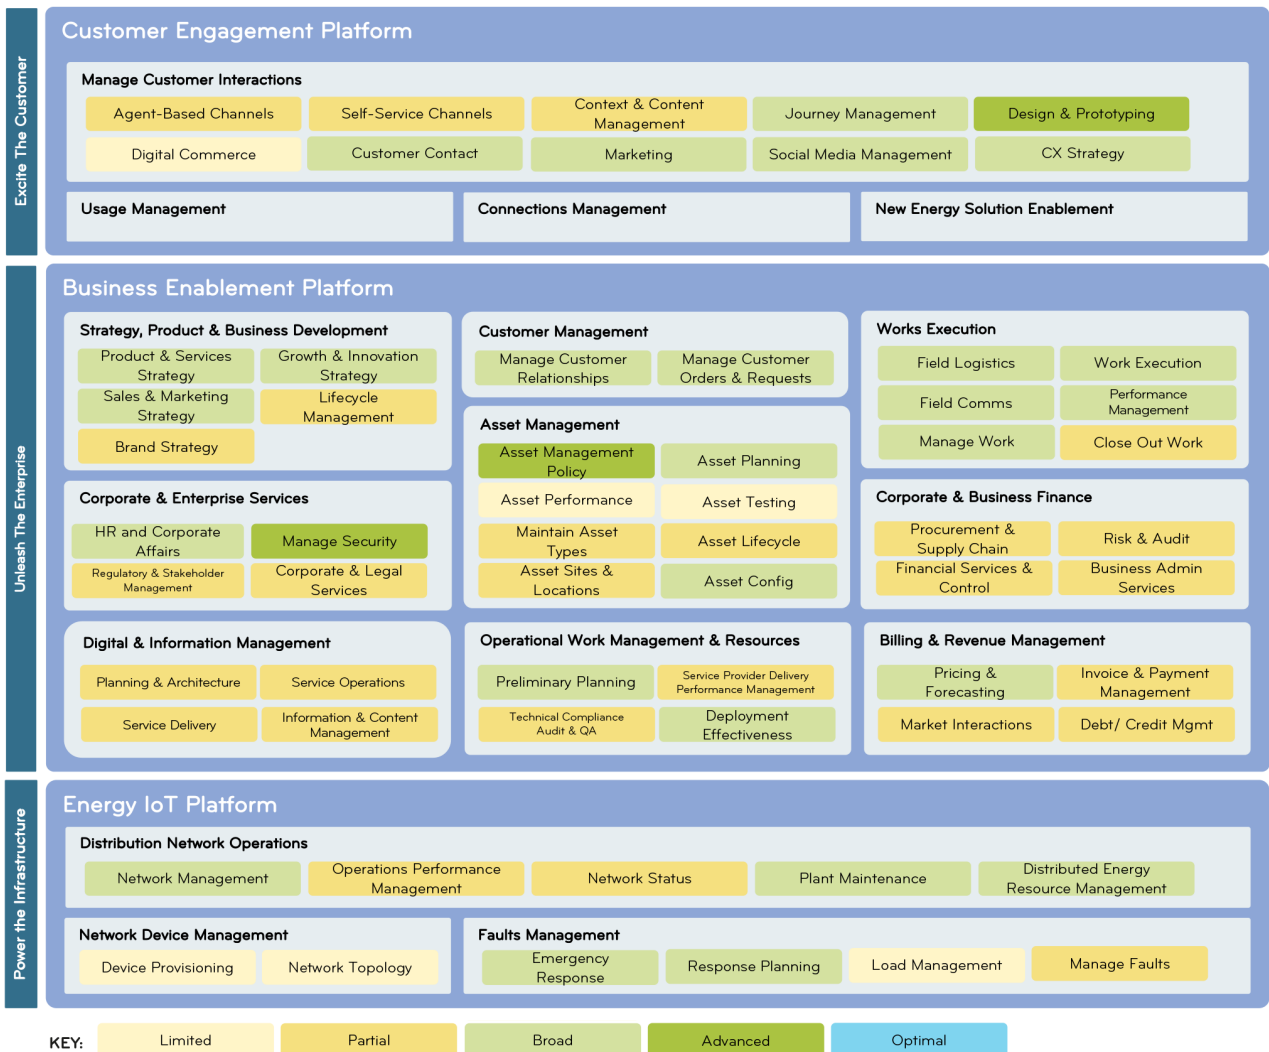 Excite The Customer
Customer Engagement Platform
Manage Customer Interactions
Agent-Based Channels
Self-Service Channels
Context & Content
Management
Journey Management
Design & Prototyping
Digital Commerce
Customer Contact
Marketing
Social Media Management
CX Strategy
Usage Management
Connections Management
New Energy Solution Enablement
Unleash The Enterprise
Business Enablement Platform
Strategy, Product & Business Development
Product & Services
Strategy
Growth & Innovation
Strategy
Sales & Marketing
Strategy
Lifecycle
Management
Brand Strategy
Customer Management
Manage Customer
Relationships
Manage Customer
Orders & Requests
Works Execution
Field Logistics
Work Execution
Field Comms
Performance
Management
Manage Work
Close Out Work
Asset Management
Asset Management
Policy
Asset Planning
Asset Performance
Asset Testing
Maintain Asset
Types
Asset Lifecycle
Asset Sites &
Locations
Asset Config
Corporate & Enterprise Services
HR and Corporate
Affairs
Manage Security
Regulatory & Stakeholder
Management
Corporate & Legal
Services
Corporate & Business Finance
Procurement &
Supply Chain
Risk & Audit
Financial Services &
Control
Business Admin
Services
Digital & Information Management
Planning & Architecture
Service Operations
Service Delivery
Information & Content
Management
Operational Work Management & Resources
Preliminary Planning
Service Provider Delivery
Performance Management
Technical Compliance
Audit & QA
Deployment
Effectiveness
Billing & Revenue Management
Pricing &
Forecasting
Invoice & Payment
Management
Market Interactions
Debt/ Credit Mgmt
Power the Infrastructure
Energy IoT Platform
Distribution Network Operations
Network Management
Operations Performance
Management
Network Status
Plant Maintenance
Distributed Energy
Resource Management
Network Device Management
Device Provisioning
Network Topology
Faults Management
Emergency
Response
Response Planning
Load Management
Manage Faults
KEY:
Limited
Partial
Broad
Advanced
Optimal